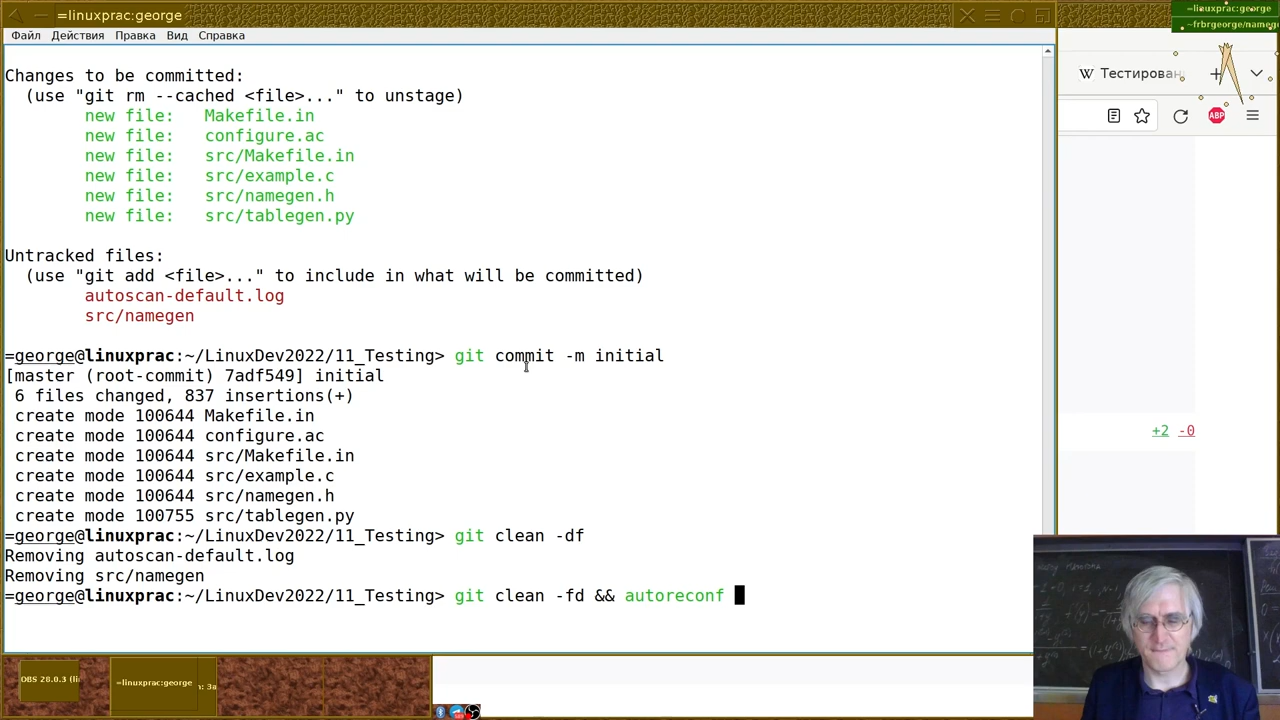 =linuxprac:george
=linuxprac:george
~frbrgeorge/name
Файл Действия Правка Вид Справка
W Тестирован
ABP
Changes to be committed:
(use "git rm --cached <file>..." to unstage)
new file: Makefile.in
new file: configure.ac
new file: src/Makefile.in
new file: src/example.c
new file: src/namegen.h
new file: src/tablegen.py
Untracked files:
(use "git add <file>..." to include in what will be committed)
autoscan-default.log
src/namegen
=george@linuxprac:~/LinuxDev2022/11_Testing> git commit -m initial
[master (root-commit) 7adf549] initial
6 files changed, 837 insertions(+)
create mode 100644 Makefile.in
create mode 100644 configure.ac
create mode 100644 src/Makefile.in
create mode 100644 src/example.c
create mode 100644 src/namegen.h
create mode 100755 src/tablegen.py
+2 -0
=george@linuxprac:~/LinuxDev2022/11_Testing> git clean -df
Removing autoscan-default.log
Removing src/namegen
=george@linuxprac:~/LinuxDev2022/11_Testing> git clean -fd && autoreconf
OBS 28.0.3 (li
=linuxprac:george